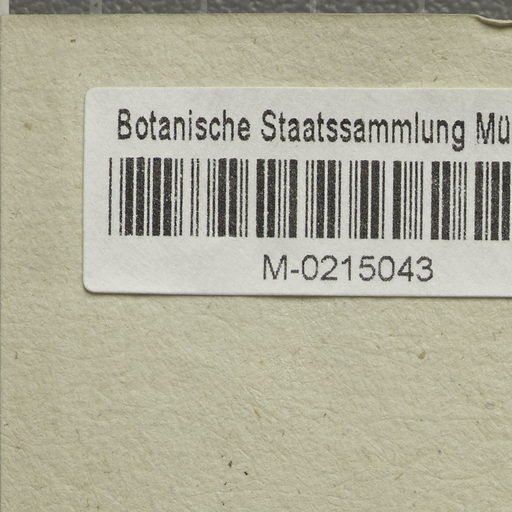 Botanische Staatssammlung Mü
M-0215043